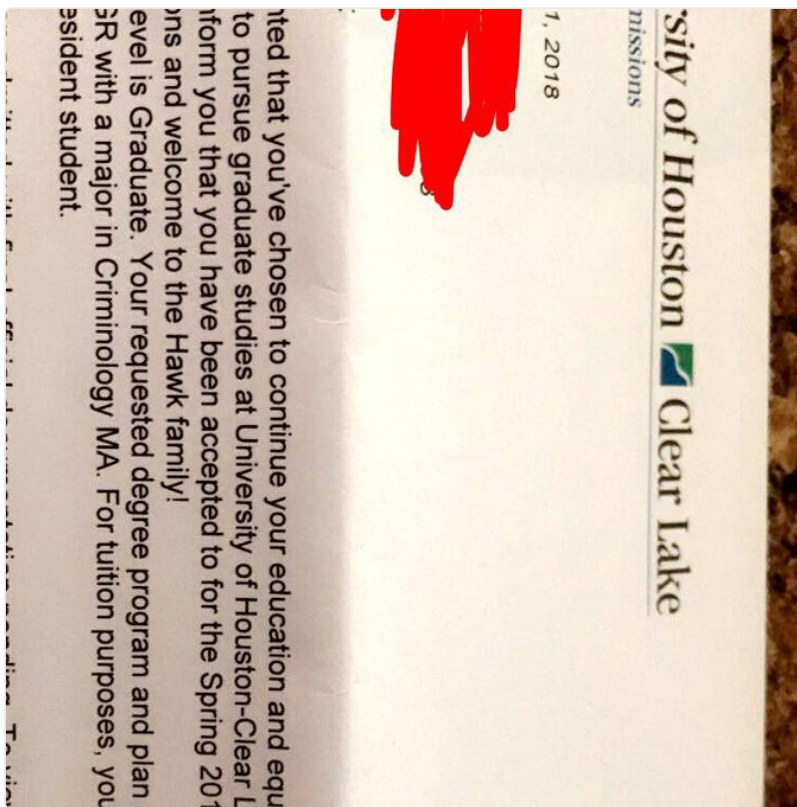 rsity of Houston Clear Lake
missions
1, 2018
nted that you've chosen to continue your education and equ
to pursue graduate studies at University of Houston-Clear L
nform you that you have been accepted to for the Spring 201
ons and welcome to the Hawk family!
evel is Graduate. Your requested degree program and plan
GR with a major in Criminology MA. For tuition purposes, you
esident student.